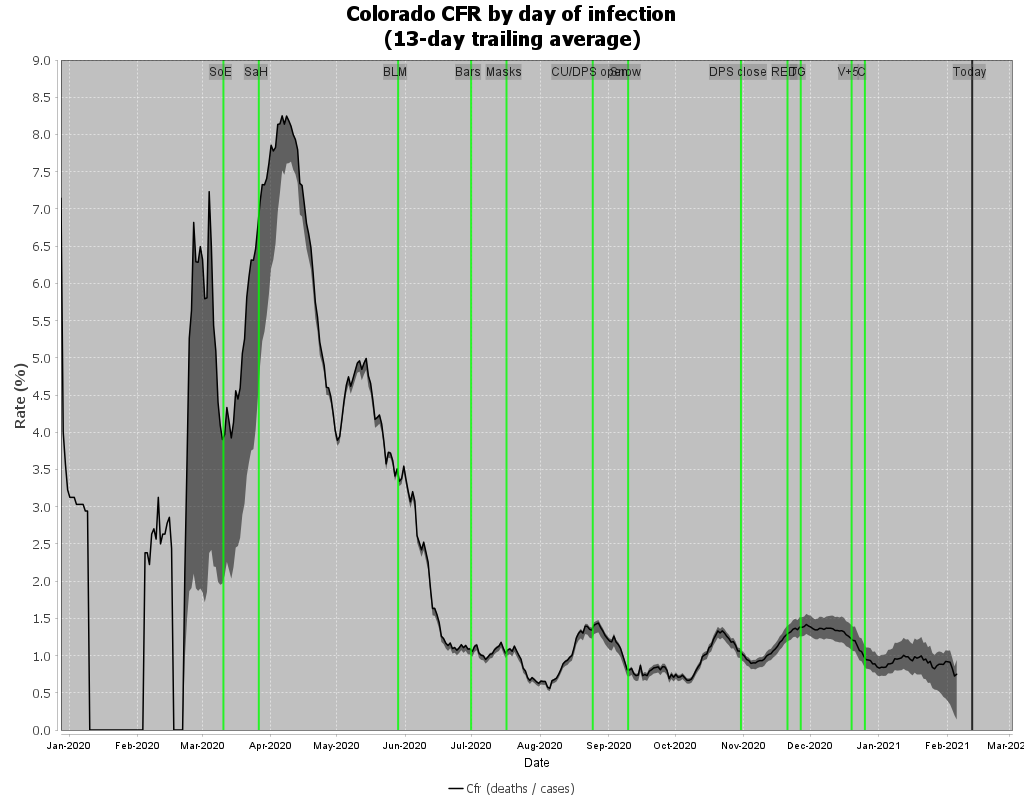 Colorado CFR by day of infection
(13-day trailing average)
SoE SaH BLM Bars Masks CU/DPS open Snow DPS close RED TG V+5 C Today
9.0
8.5
8.0
7.5
7.0
6.5
6.0
5.5
5.0
4.5
4.0
3.5
3.0
2.5
2.0
1.5
1.0
0.5
0.0
Rate (%)
Jan-2020 Feb-2020 Mar-2020 Apr-2020 May-2020 Jun-2020 Jul-2020 Aug-2020 Sep-2020 Oct-2020 Nov-2020 Dec-2020 Jan-2021 Feb-2021 Mar-202
Date
Cfr (deaths / cases)